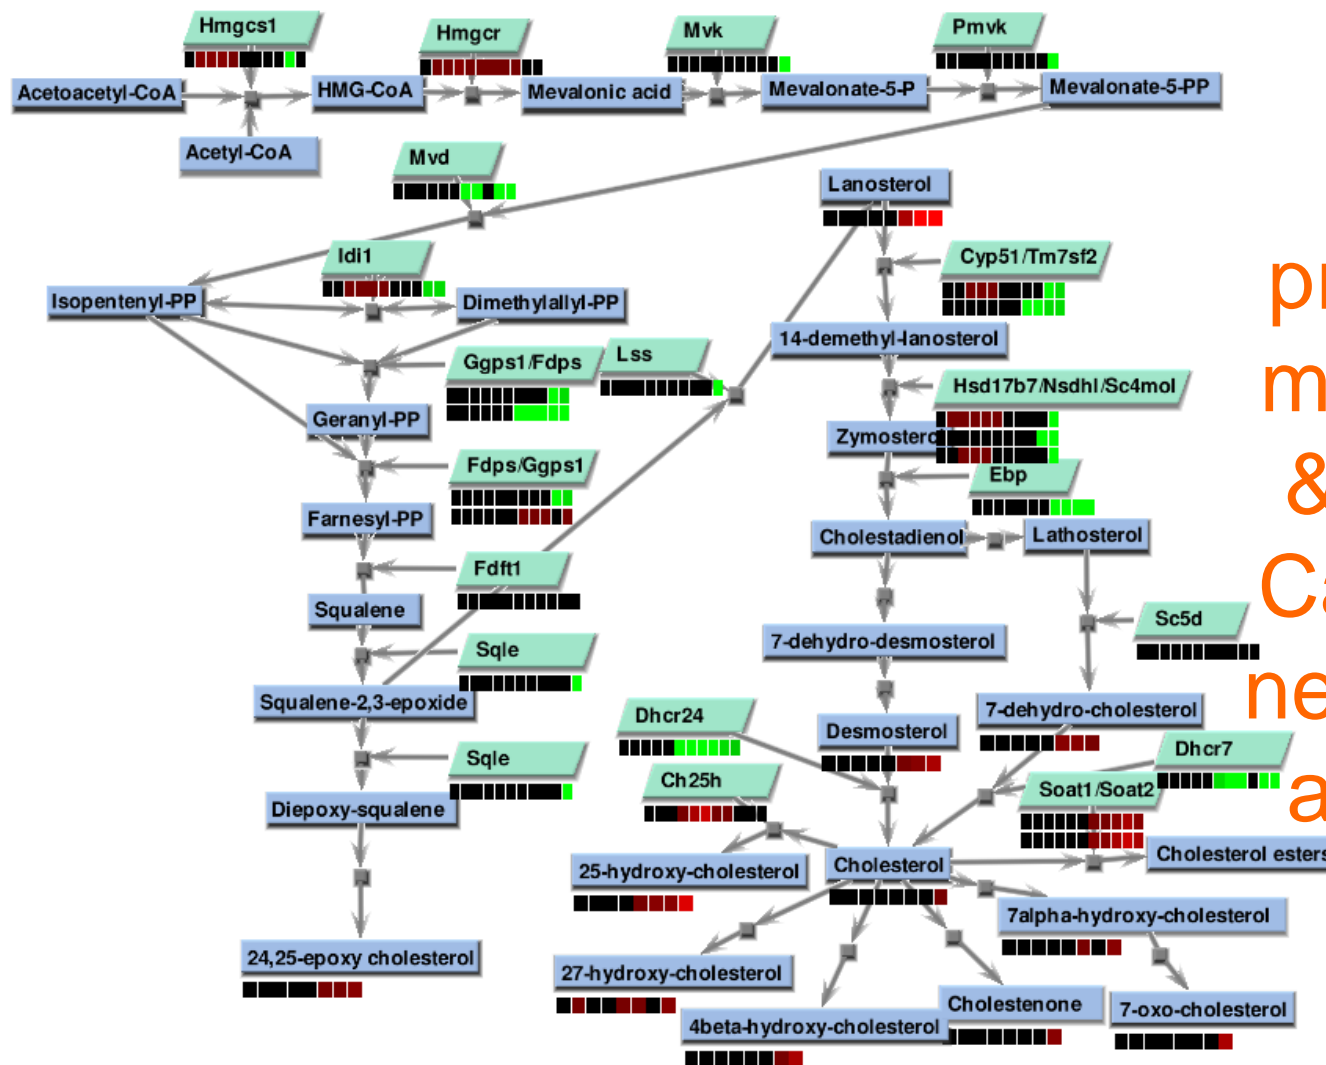 Hmgcs1
Hmgcr
Mvk
Pmvk
Acetoacetyl-CoA
HMG-CoA
Mevalonic acid
Mevalonate-5-P
Mevalonate-5-PP
Acetyl-CoA
Mvd
Lanosterol
Idi1
Cyp51/Tm7sf2
Isopentenyl-PP
Dimethylallyl-PP
14-demethyl-lanosterol
Ggps1/Fdps
Lss
Hsd17b7/Nsdhl/Sc4mol
Geranyl-PP
Fdps/Ggps1
Ebp
Farnesyl-PP
Cholestadienol
Lathosterol
Fdft1
Squalene
Sc5d
Sqle
7-dehydro-desmosterol
Squalene-2,3-epoxide
Dhcr24
Desmosterol
7-dehydro-cholesterol
Sqle
Ch25h
Dhcr7
Soat1/Soat2
Diepoxy-squalene
25-hydroxy-cholesterol
Cholesterol
Cholesterol esters
7alpha-hydroxy-cholesterol
24,25-epoxy cholesterol
27-hydroxy-cholesterol
4beta-hydroxy-cholesterol
Cholestenone
7-oxo-cholesterol
&